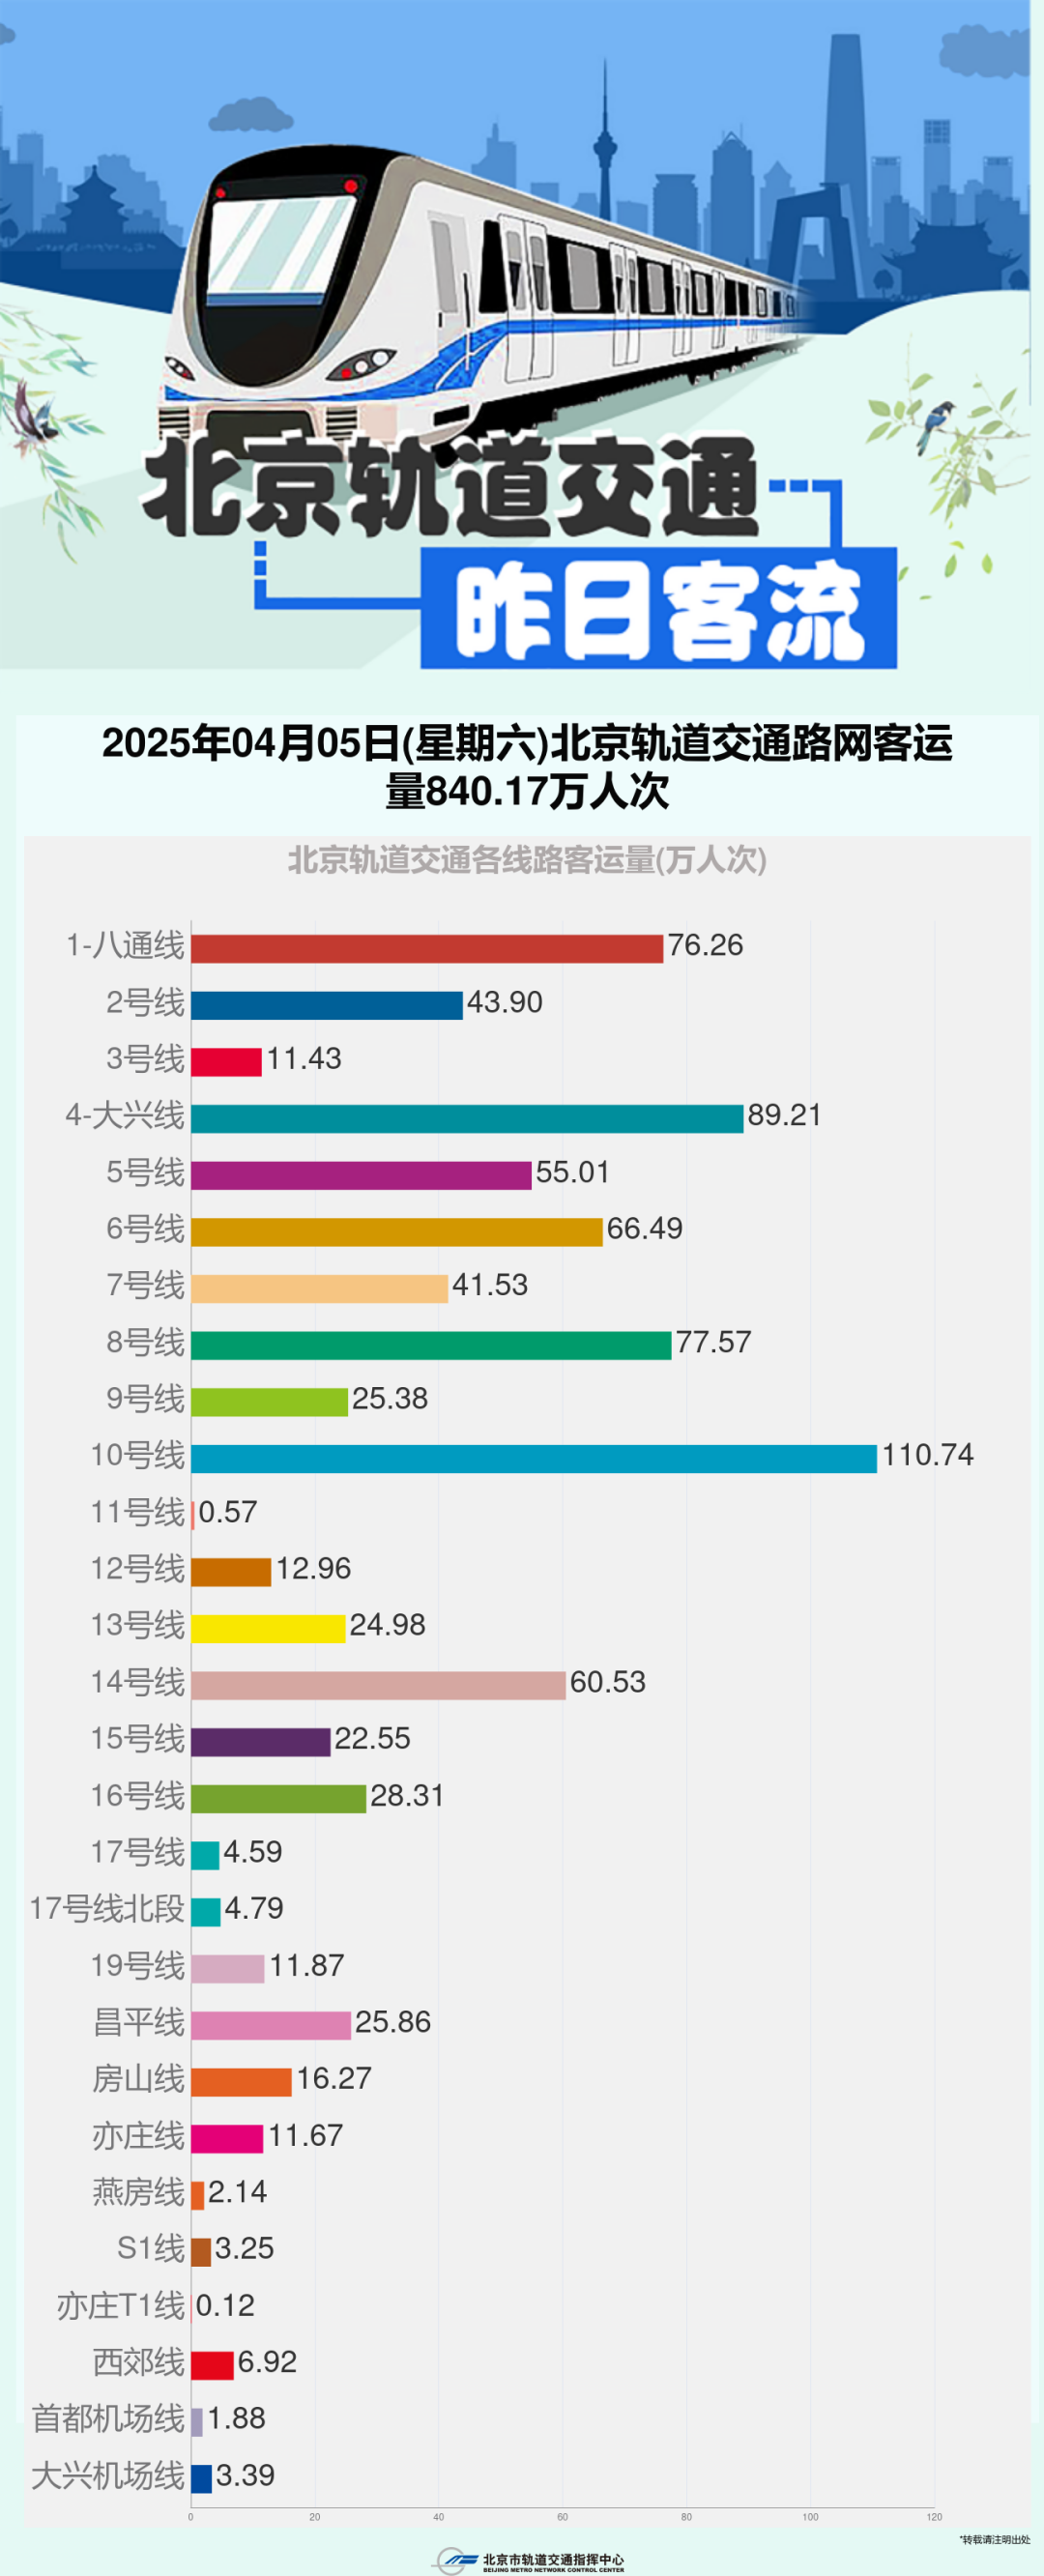 北京轨道交通
昨日客流
2025年04月05日(星期六)北京轨道交通路网客运
量840.17万人次
北京轨道交通各线路客运量(万人次)
1-八通线 76.26
2号线 43.90
3号线 11.43
4-大兴线 89.21
5号线 55.01
6号线 66.49
7号线 41.53
8号线 77.57
9号线 25.38
10号线 110.74
11号线 0.57
12号线 12.96
13号线 24.98
14号线 60.53
15号线 22.55
16号线 28.31
17号线 4.59
17号线北段 4.79
19号线 11.87
昌平线 25.86
房山线 16.27
亦庄线 11.67
燕房线 2.14
S1线 3.25
亦庄T1线 0.12
西郊线 6.92
首都机场线 1.88
大兴机场线 3.39
0 20 40 60 80 100 120
*转载请注明出处
北京市轨道交通指挥中心
BEIJING METRO NETWORK CONTROL CENTER